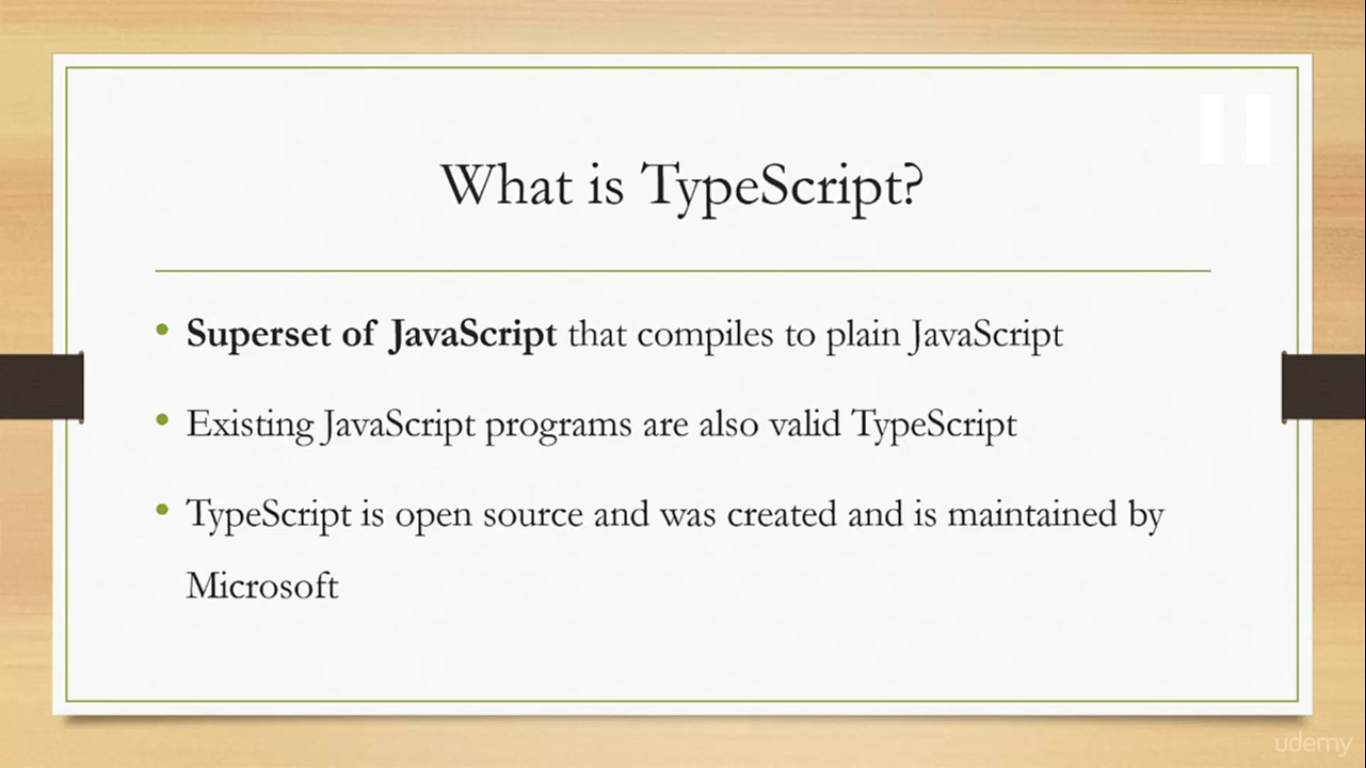 What is TypeScript?
• Superset of JavaScript that compiles to plain JavaScript
• Existing JavaScript programs are also valid TypeScript
• TypeScript is open source and was created and is maintained by
Microsoft
udemy